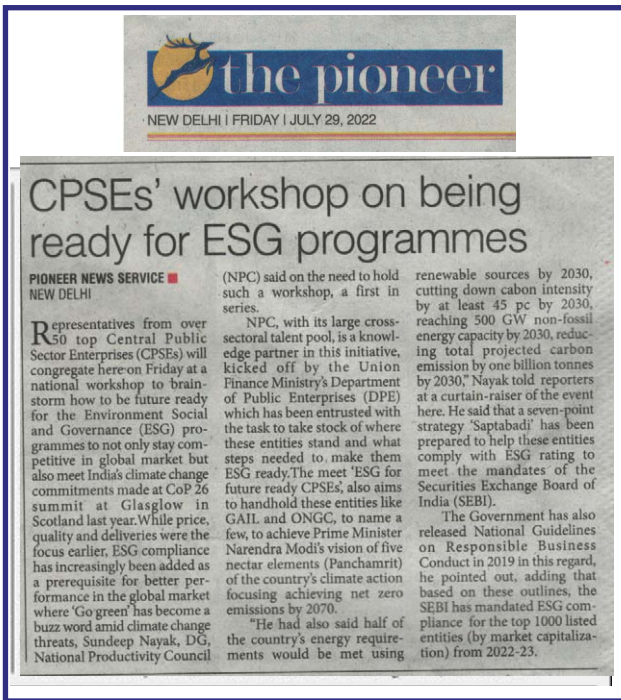 the pioneer
NEW DELHI | FRIDAY | JULY 29, 2022
CPSEs' workshop on being
ready for ESG programmes
PIONEER NEWS SERVICE
NEW DELHI
Representatives from over
50 top Central Public
Sector Enterprises (CPSEs) will
congregate here on Friday at a
national workshop to brain-
storm how to be future ready
for the Environment Social
and Governance (ESG) pro-
grammes to not only stay com-
petitive in global market but
also meet India's climate change
commitments made at CoP 26
summit at Glasglow in
Scotland last year.While price,
quality and deliveries were the
focus earlier, ESG compliance
has increasingly been added as
a prerequisite for better per-
formance in the global market
where 'Go green' has become a
buzz word amid climate change
threats, Sundeep Nayak, DG,
National Productivity Council
(NPC) said on the need to hold
such a workshop, a first in
series.
NPC, with its large cross-
sectoral talent pool, is a knowl-
edge partner in this initiative,
kicked off by the Union
Finance Ministry's Department
of Public Enterprises (DPE)
which has been entrusted with
the task to take stock of where
these entities stand and what
steps needed to make them
ESG ready.The meet 'ESG for
future ready CPSEs', also aims
to handhold these entities like
GAIL and ONGC, to name a
few, to achieve Prime Minister
Narendra Modi's vision of five
nectar elements (Panchamrit)
of the country's climate action
focusing achieving net zero
emissions by 2070.
"He had also said half of
the country's energy require-
ments would be met using
renewable sources by 2030,
cutting down cabon intensity
by at least 45 pc by 2030,
reaching 500 GW non-fossil
energy capacity by 2030, reduc-
ing total projected carbon
emission by one billion tonnes
by 2030," Nayak told reporters
at a curtain-raiser of the event
here. He said that a seven-point
strategy 'Saptabadi' has been
prepared to help these entities
comply with ESG rating to
meet the mandates of the
Securities Exchange Board of
India (SEBI).
The Government has also
released National Guidelines
on Responsible Business
Conduct in 2019 in this regard,
he pointed out, adding that
based on these outlines, the
SEBI has mandated ESG com-
pliance for the top 1000 listed
entities (by market capitaliza-
tion) from 2022-23.